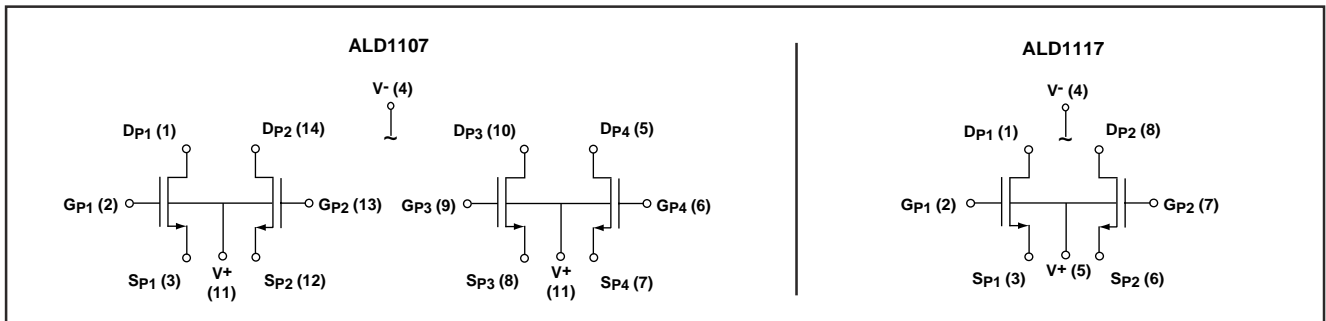 ALD1107
V- (4)
DP1 (1)
DP2 (14)
DP3 (10)
DP4 (5)
~
GP1 (2)
GP2 (13)
GP3 (9)
GP4 (6)
SP1 (3)
V+
(11)
SP2 (12)
SP3 (8)
V+
(11)
SP4 (7)
ALD1117
V- (4)
DP1 (1)
DP2 (8)
~
GP1 (2)
GP2 (7)
SP1 (3)
V+ (5)
SP2 (6)